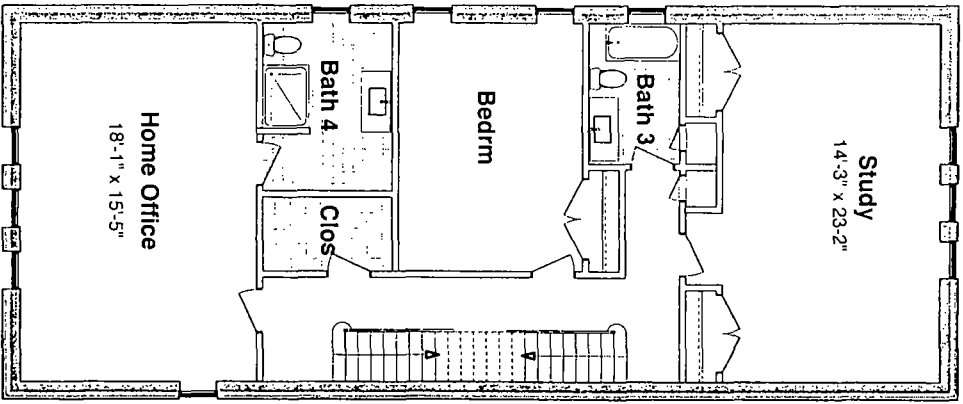 Study
14'-3" x 23-2"
Bath 3
Bedrm
Bath 4
Clos
Home Office
18'-1" x 15'-5"